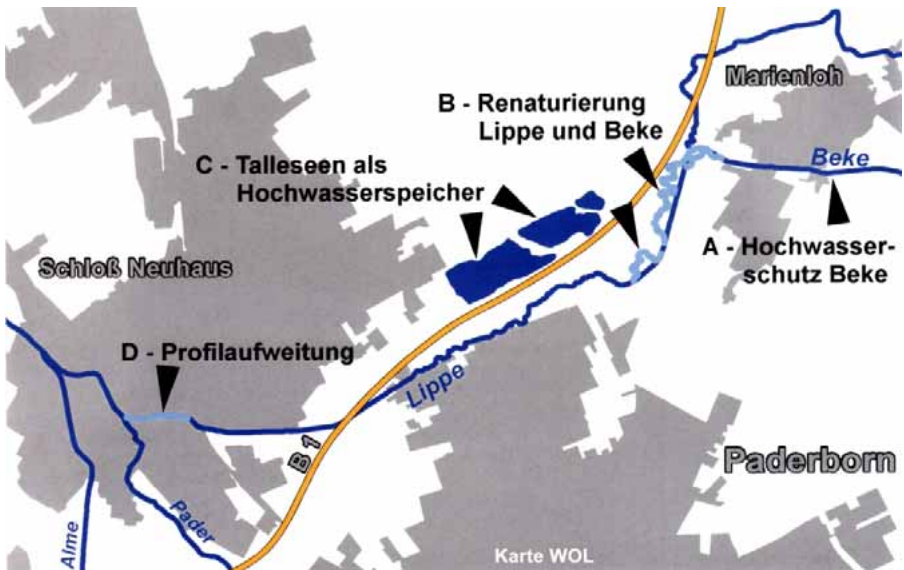 Marienloh
B - Renaturierung
Lippe und Beke
Beke
C - Talleseen als
Hochwasserspeicher
A - Hochwasser-
schutz Beke
Schloß Neuhaus
D - Profilaufweitung
Lippe
B 1
Paderborn
Pader
Alme
Karte WOL